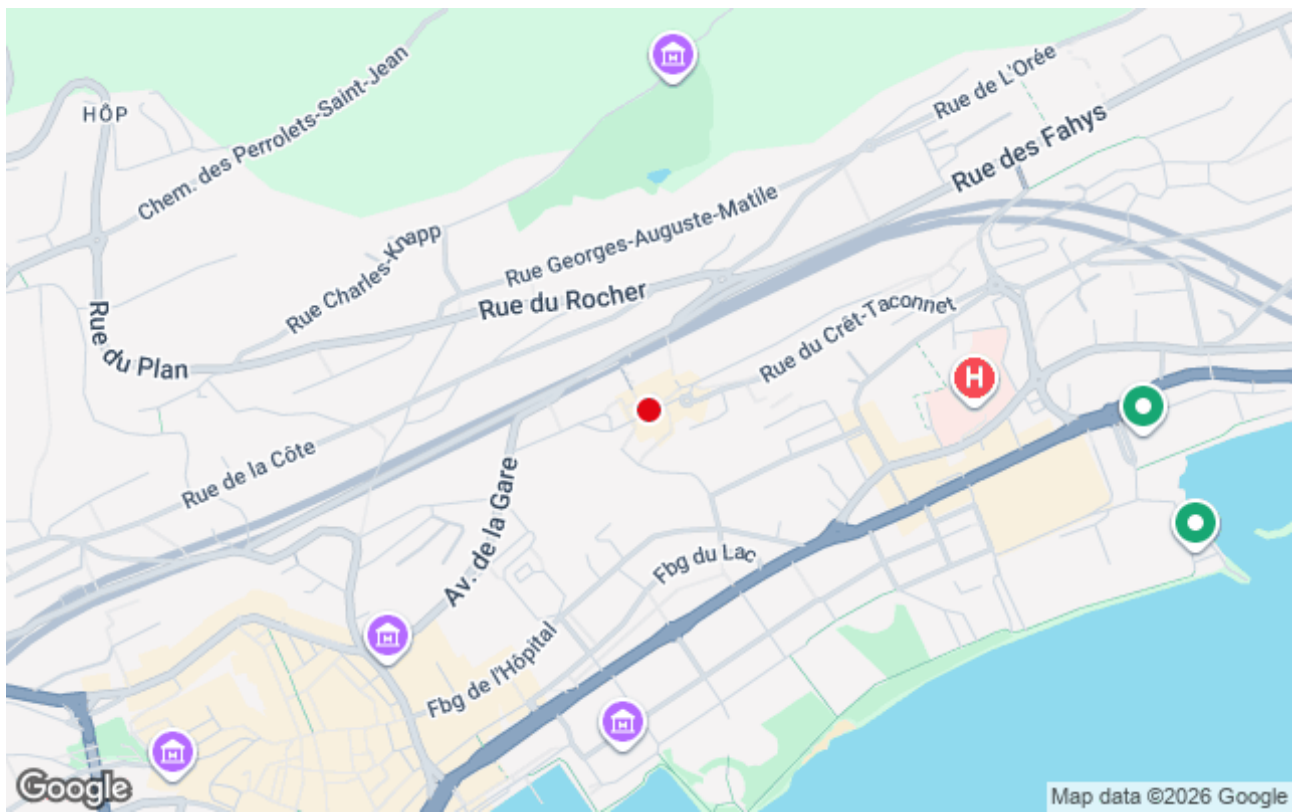 HÔP
Chem. des Perrolets-Saint-Jean
Rue de L'Orée
Rue des Fahys
Rue Charles-Knapp
Rue Georges-Auguste-Matile
Rue du Rocher
Rue du Plan
Rue du Crêt-Taconnet
H
Rue de la Côte
Av. de la Gare
Fbg du Lac
Fbg de l'Hôpital
Google
Map data ©2026 Google